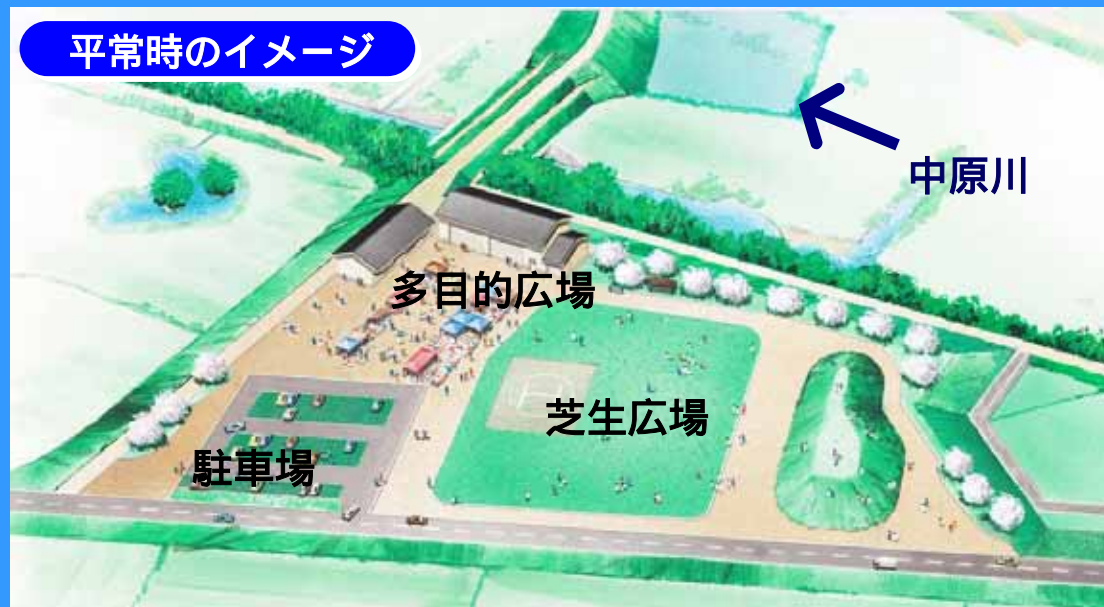 平常時のイメージ
中原川
多目的広場
芝生広場
駐車場